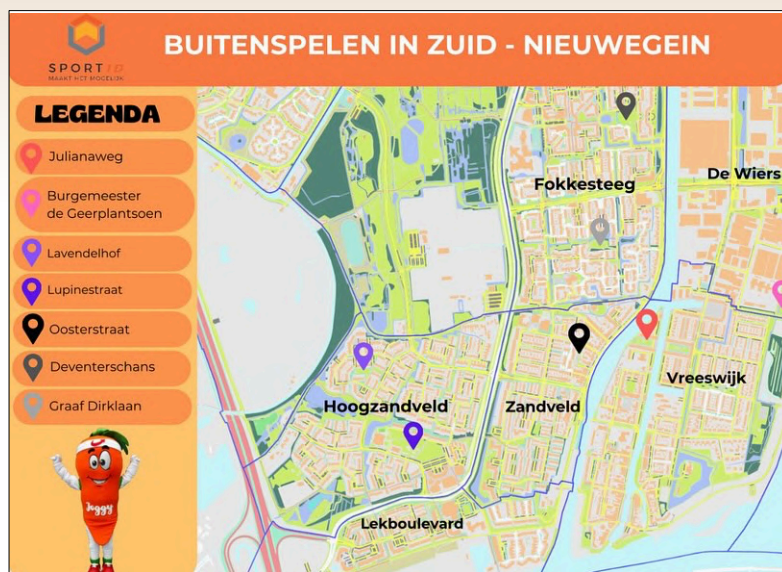 BUITENSPELEN IN ZUID - NIEUWEGEIN
SPORTID
MAAKT HET MOGELIJK
LEGENDA
Julianaweg
Burgemeester
de Geerplantsoen
Lavendelhof
Lupinestraat
Oosterstraat
Deventerschans
Graaf Dirklaan
Joggy
Fokkesteeg
De Wiers
Hoogzandveld
Zandveld
Vreeswijk
Lekboulevard